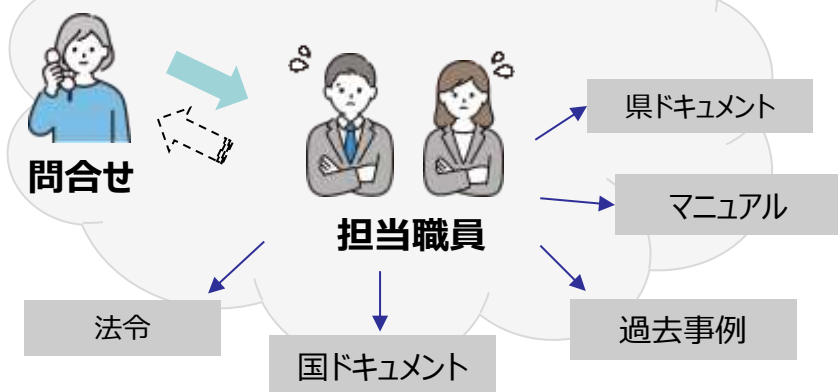 問合せ
担当職員
県ドキュメント
マニュアル
過去事例
国ドキュメント
法令